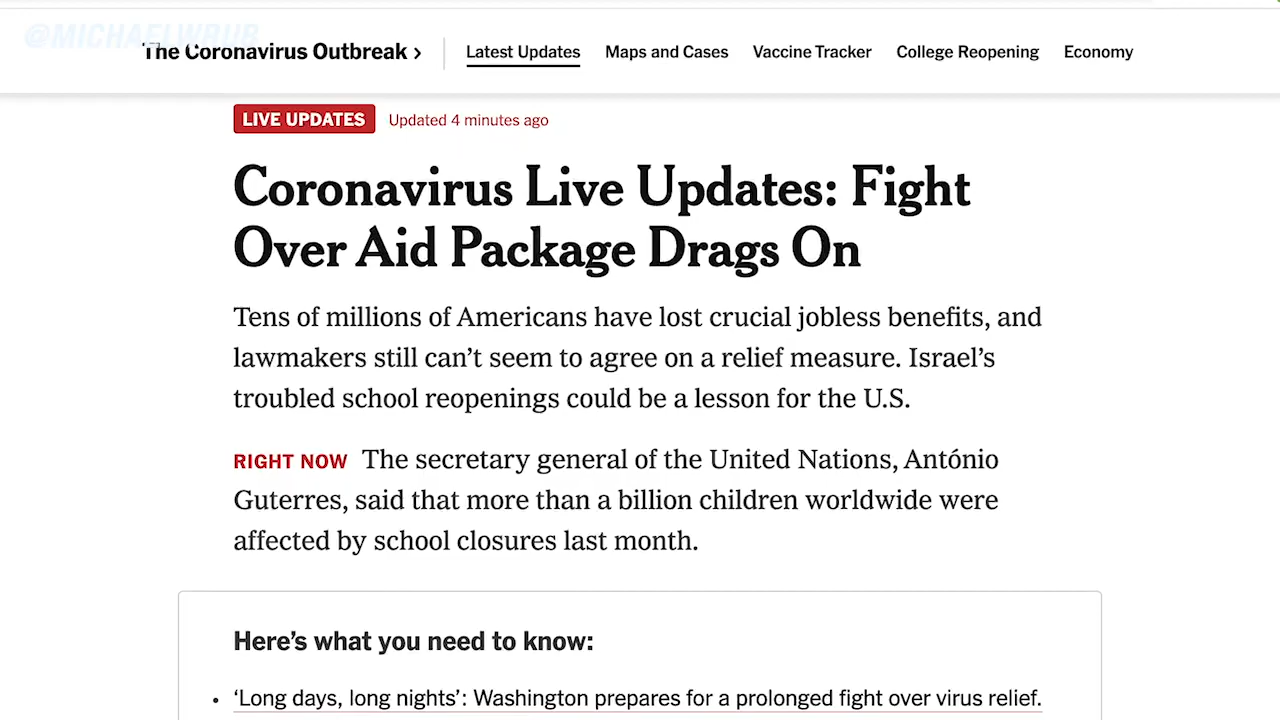 @MICHAELWBUB
The Coronavirus Outbreak ›
Latest Updates
Maps and Cases
Vaccine Tracker
College Reopening
Economy
LIVE UPDATES Updated 4 minutes ago
Coronavirus Live Updates: Fight
Over Aid Package Drags On
Tens of millions of Americans have lost crucial jobless benefits, and
lawmakers still can’t seem to agree on a relief measure. Israel’s
troubled school reopenings could be a lesson for the U.S.
RIGHT NOW The secretary general of the United Nations, António
Guterres, said that more than a billion children worldwide were
affected by school closures last month.
Here’s what you need to know:
• ‘Long days, long nights’: Washington prepares for a prolonged fight over virus relief.